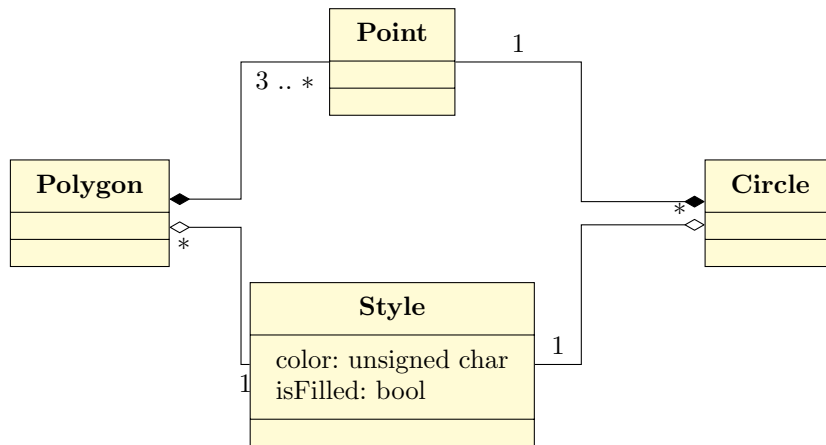 Point
1
3 .. *
Polygon
Circle
*
*
Style
color: unsigned char
isFilled: bool
1
1